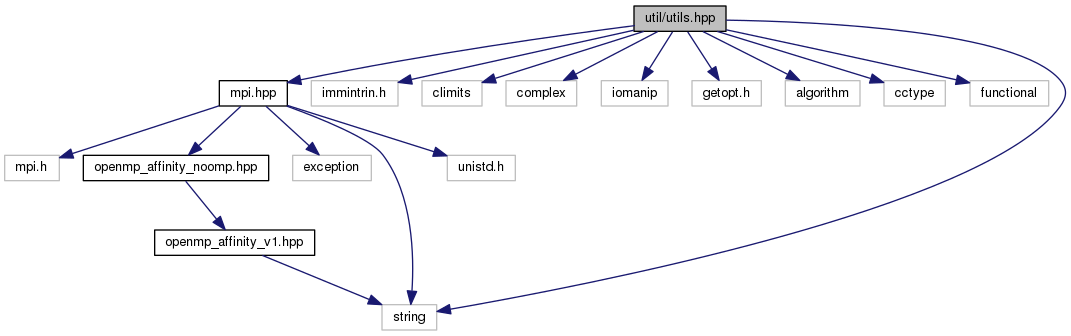 util/utils.hpp
mpi.hpp
immintrin.h
climits
complex
iomanip
getopt.h
algorithm
cctype
functional
mpi.h
openmp_affinity_noomp.hpp
exception
unistd.h
openmp_affinity_v1.hpp
string